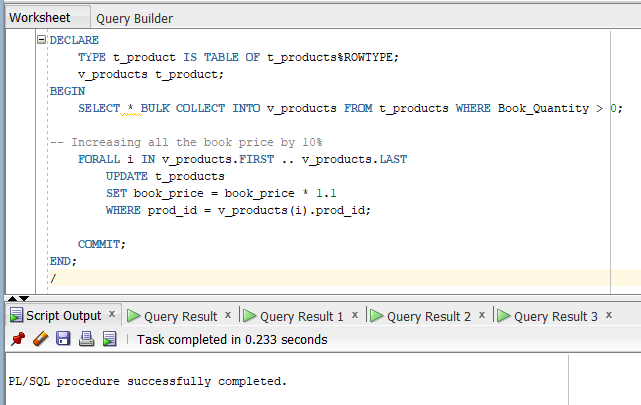 Worksheet Query Builder
DECLARE
TYPE t_product IS TABLE OF t_products%ROWTYPE;
v_products t_product;
BEGIN
SELECT * BULK COLLECT INTO v_products FROM t_products WHERE Book_Quantity > 0;
-- Increasing all the book price by 10%
FORALL i IN v_products.FIRST .. v_products.LAST
UPDATE t_products
SET book_price = book_price * 1.1
WHERE prod_id = v_products(i).prod_id;
COMMIT;
END;
/
Script Output x Query Result x Query Result 1 x Query Result 2 x Query Result 3 x
Task completed in 0.233 seconds
PL/SQL procedure successfully completed.